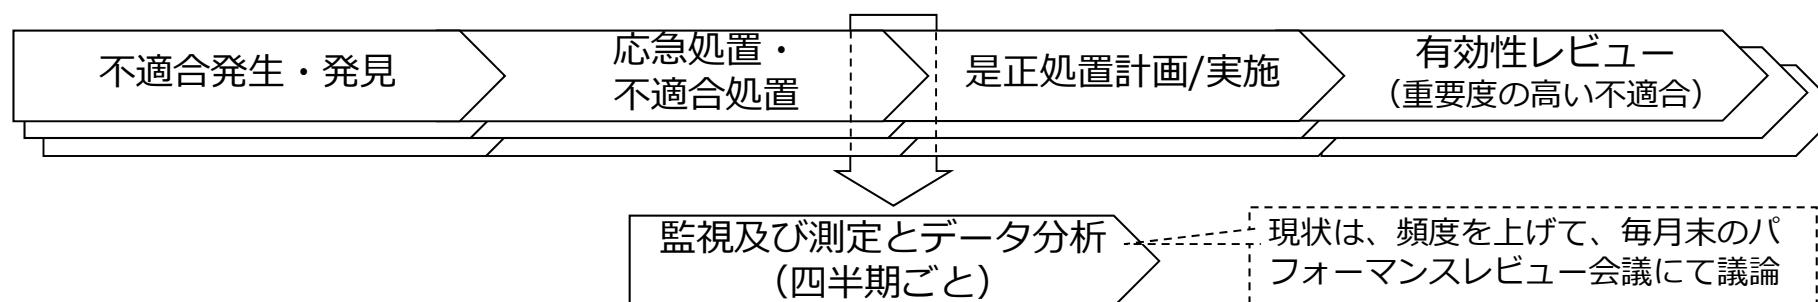 不適合発生・発見
応急処置・
不適合処置
是正処置計画/実施
有効性レビュー
（重要度の高い不適合）
監視及び測定とデータ分析
（四半期ごと）
現状は、頻度を上げて、毎月末のパ
フォーマンスレビュー会議にて議論